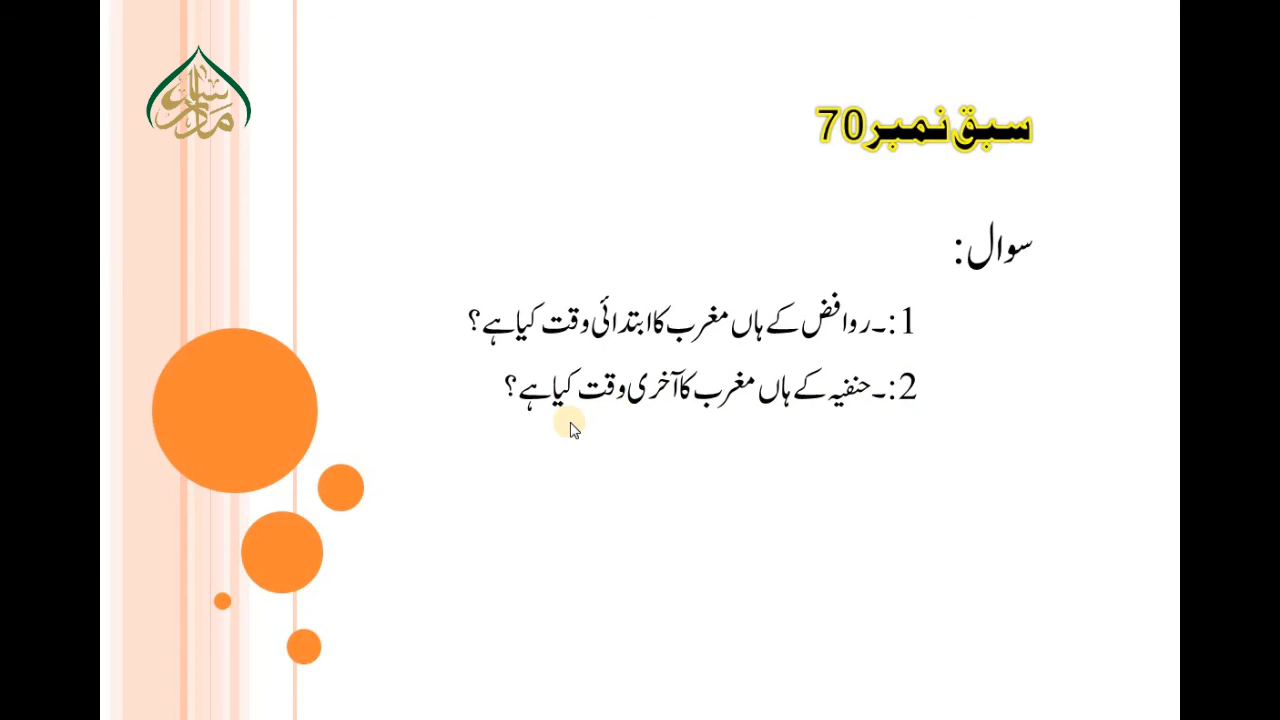 سبق نمبر70
سوال:
1:۔روافض کے ہاں مغرب کا ابتدائی وقت کیا ہے؟
2:۔حنفیہ کے ہاں مغرب کا آخری وقت کیا ہے؟